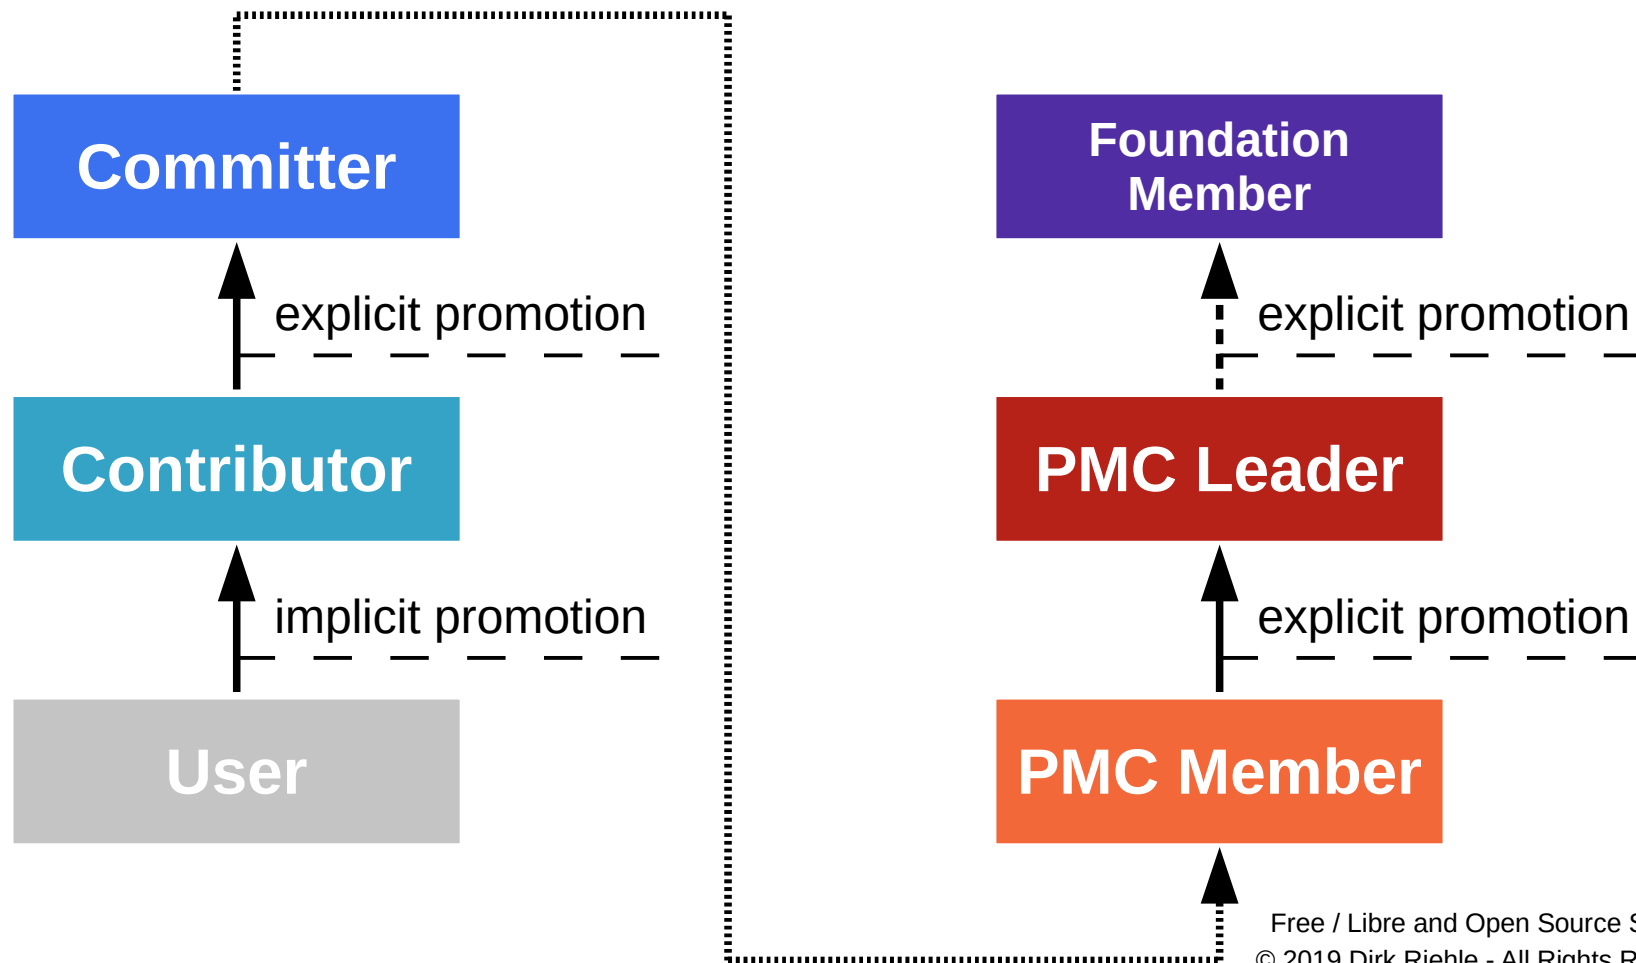 Committer
explicit promotion
Contributor
implicit promotion
User
Foundation
Member
explicit promotion
PMC Leader
explicit promotion
PMC Member
Free / Libre and Open Source
© 2019 Dirk Riehle - All Rights